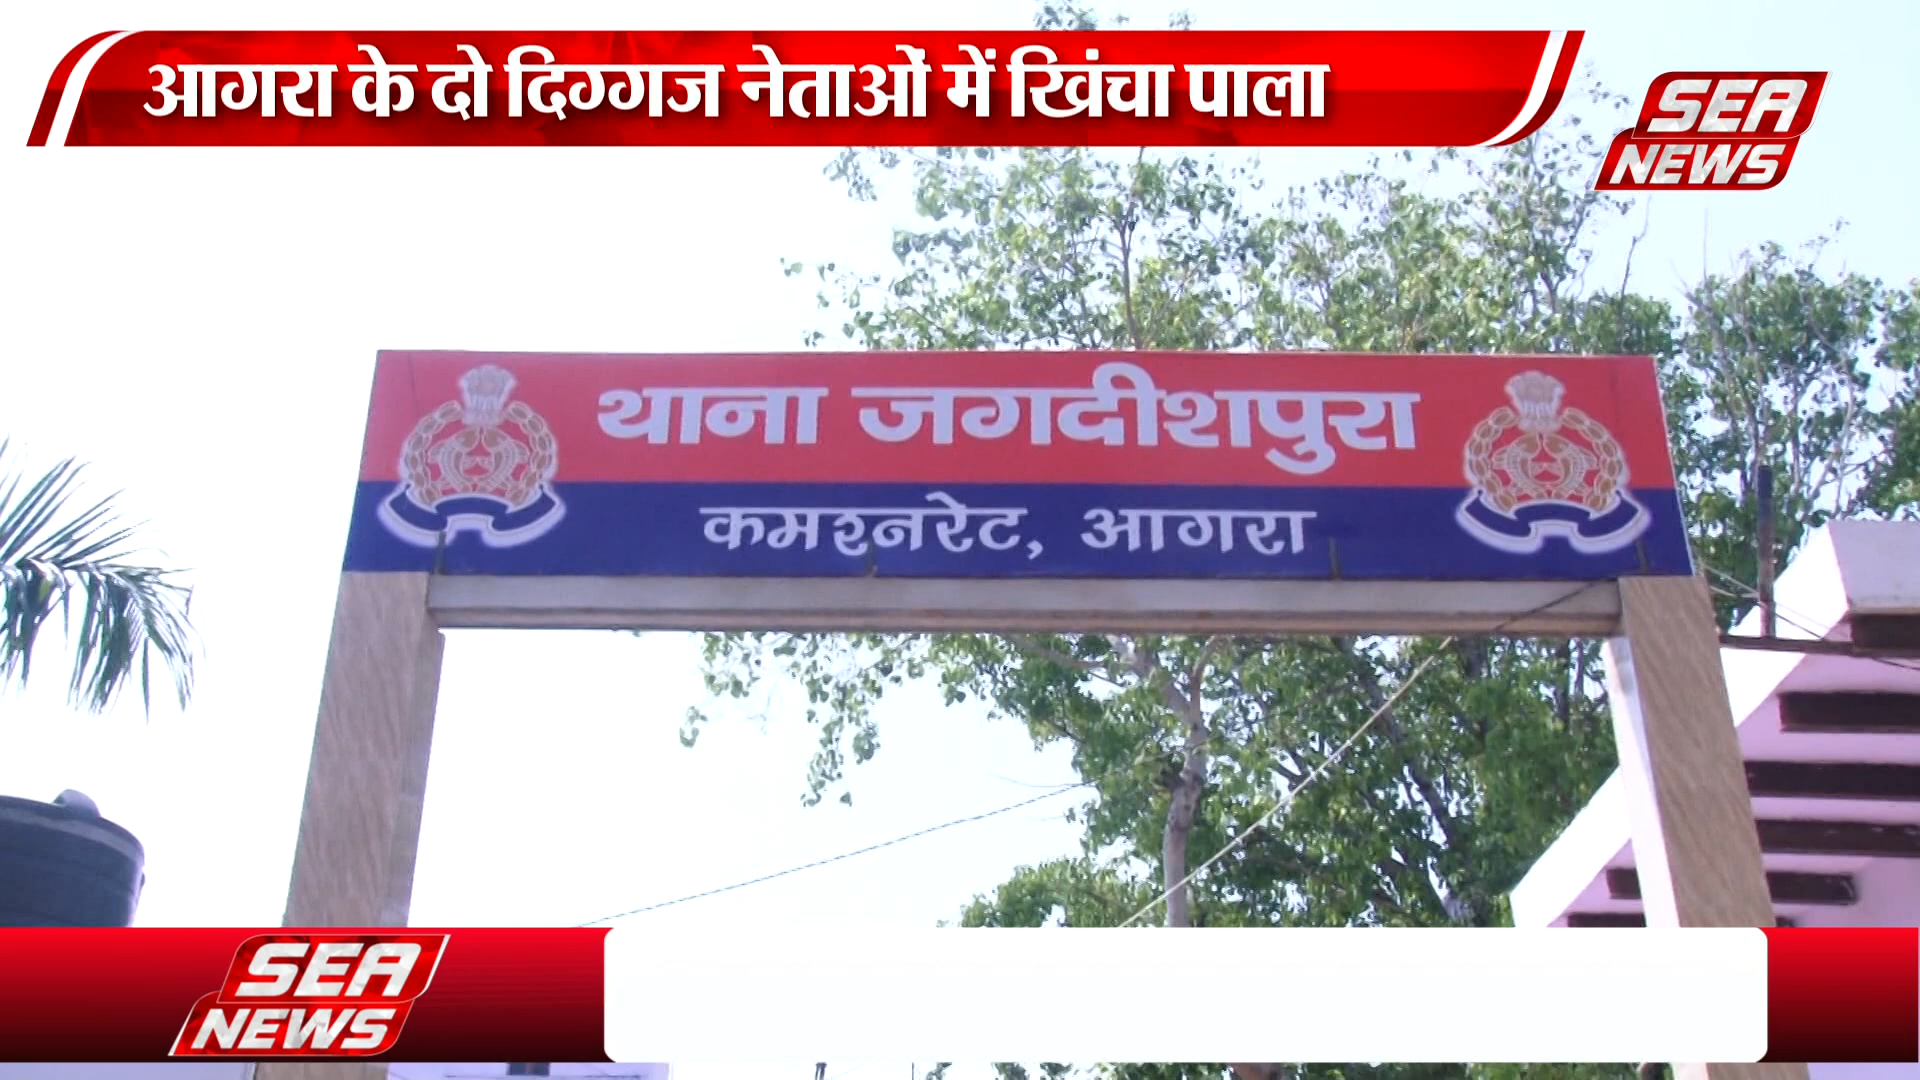 आगरा के दो दिग्गज नेताओं में खिंचा पाला
SEA
NEWS
थाना जगदीशपुरा
कमिश्नरेट, आगरा
SEA
NEWS